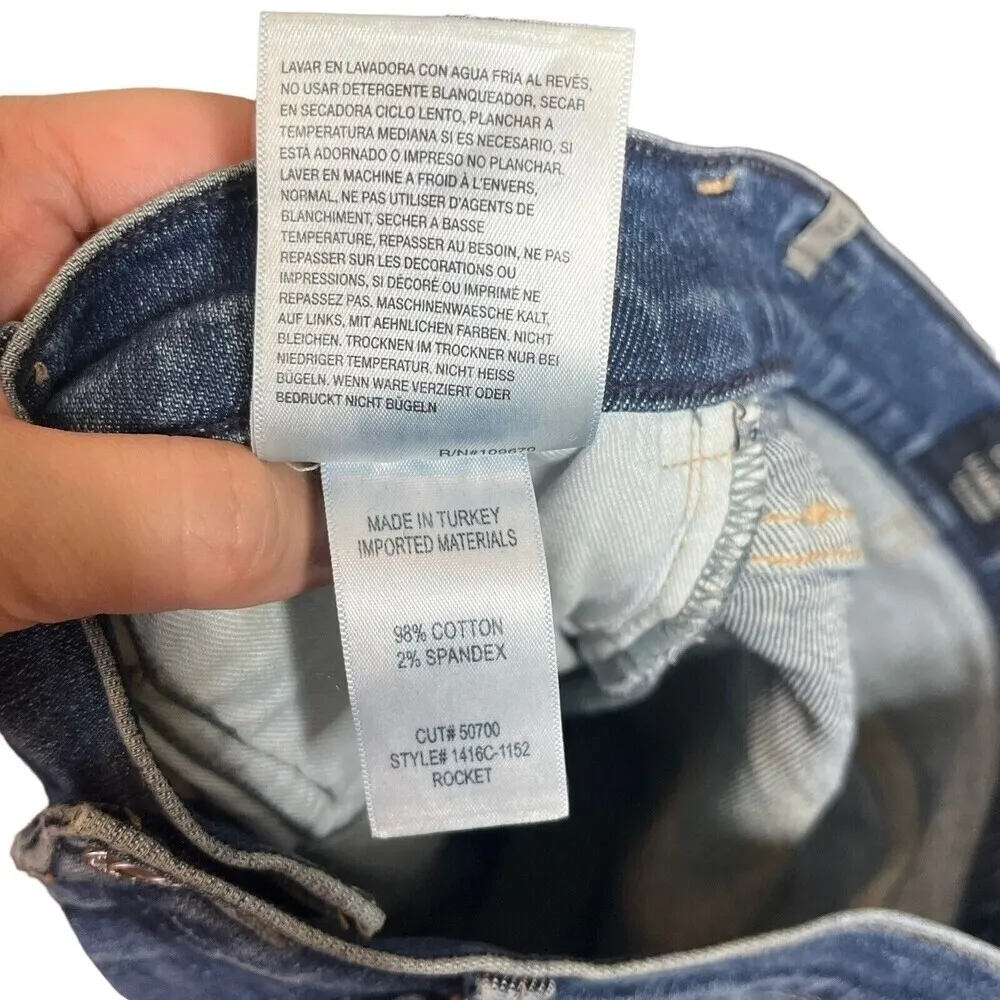 LAVAR EN LAVADORA CON AGUA FRÍA AL REVÉS,
NO USAR DETERGENTE BLANQUEADOR, SECAR
EN SECADORA CICLO LENTO, PLANCHAR A
TEMPERATURA MEDIANA SI ES NECESARIO, SI
ESTÁ ADORNADO O IMPRESO NO PLANCHAR.
LAVER EN MACHINE A FROID À L'ENVERS,
NORMAL, NE PAS UTILISER D'AGENTS DE
BLANCHIMENT, SECHER A BASSE
TEMPERATURE, REPASSER AU BESOIN, NE PAS
REPASSER SUR LES DECORATIONS OU
IMPRESSIONS, SI DÉCORÉ OU IMPRIMÉ NE
REPASSEZ PAS. MASCHINENWAESCHE KALT,
AUF LINKS, MIT AEHNLICHEN FARBEN. NICHT
BLEICHEN. TROCKNEN IM TROCKNER NUR BEI
NIEDRIGER TEMPERATUR. NICHT HEISS
BÜGELN. WENN WARE VERZIERT ODER
BEDRUCKT NICHT BÜGELN
R/N#109670
MADE IN TURKEY
IMPORTED MATERIALS
98% COTTON
2% SPANDEX
CUT# 50700
STYLE# 1416C-1152
ROCKET